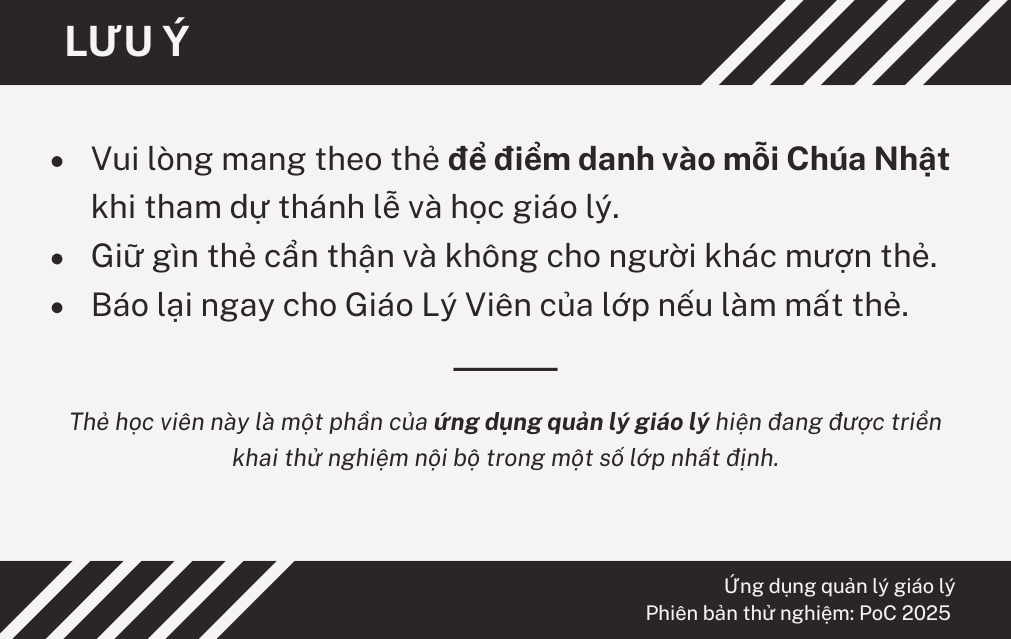 LƯU Ý
• Vui lòng mang theo thẻ để điểm danh vào mỗi Chúa Nhật
khi tham dự thánh lễ và học giáo lý.
• Giữ gìn thẻ cẩn thận và không cho người khác mượn thẻ.
• Báo lại ngay cho Giáo Lý Viên của lớp nếu làm mất thẻ.
Thẻ học viên này là một phần của ứng dụng quản lý giáo lý hiện đang được triển
khai thử nghiệm nội bộ trong một số lớp nhất định.
Ứng dụng quản lý giáo lý
Phiên bản thử nghiệm: PoC 2025